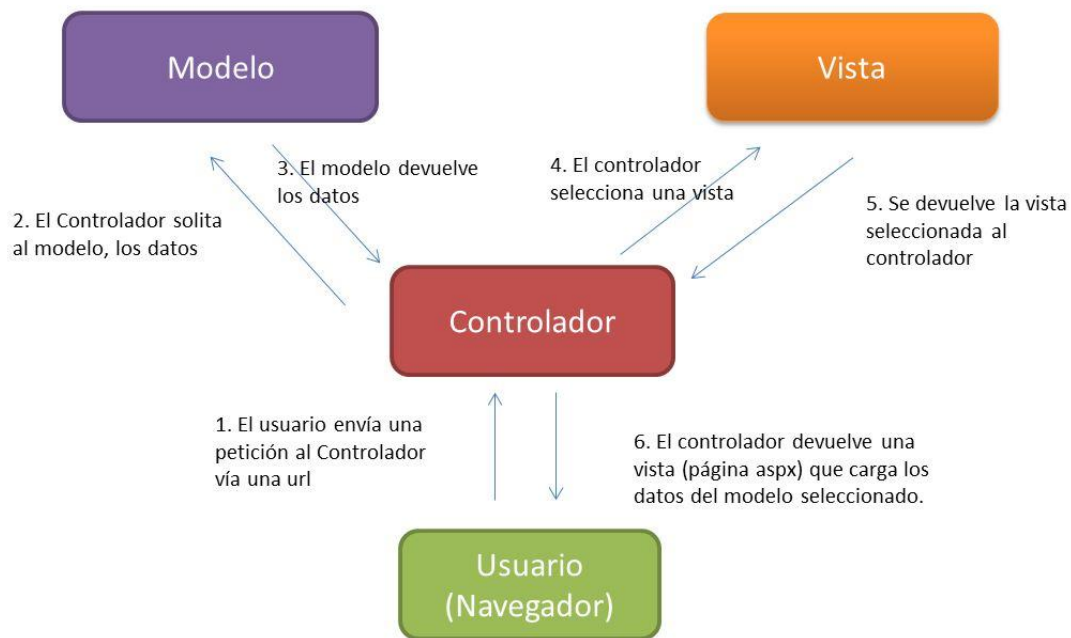 Modelo
Vista
3. El modelo devuelve
los datos
4. El controlador
selecciona una vista
2. El Controlador solita
al modelo, los datos
5. Se devuelve la vista
seleccionada al
controlador
Controlador
1. El usuario envía una
petición al Controlador
vía una url
6. El controlador devuelve una
vista (página aspx) que carga los
datos del modelo seleccionado.
Usuario
(Navegador)